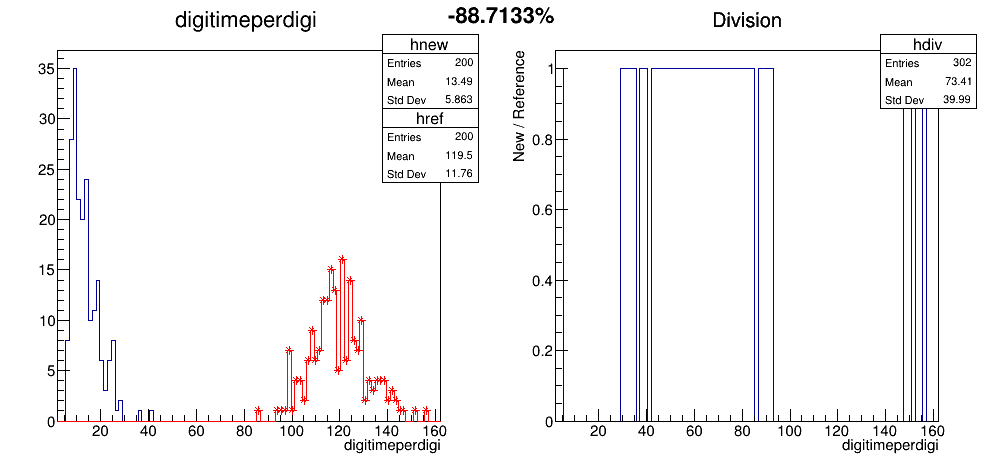 -88.7133%
digitimeperdigi
hnew
Entries 200
Mean 13.49
Std Dev 5.863
href
Entries 200
Mean 119.5
Std Dev 11.76
35
30
25
20
15
10
5
0
20 40 60 80 100 120 140 160
digitimeperdigi
Division
hdiv
Entries 302
Mean 73.41
Std Dev 39.99
New / Reference
1
0.8
0.6
0.4
0.2
0
20 40 60 80 100 120 140 160
digitimeperdigi